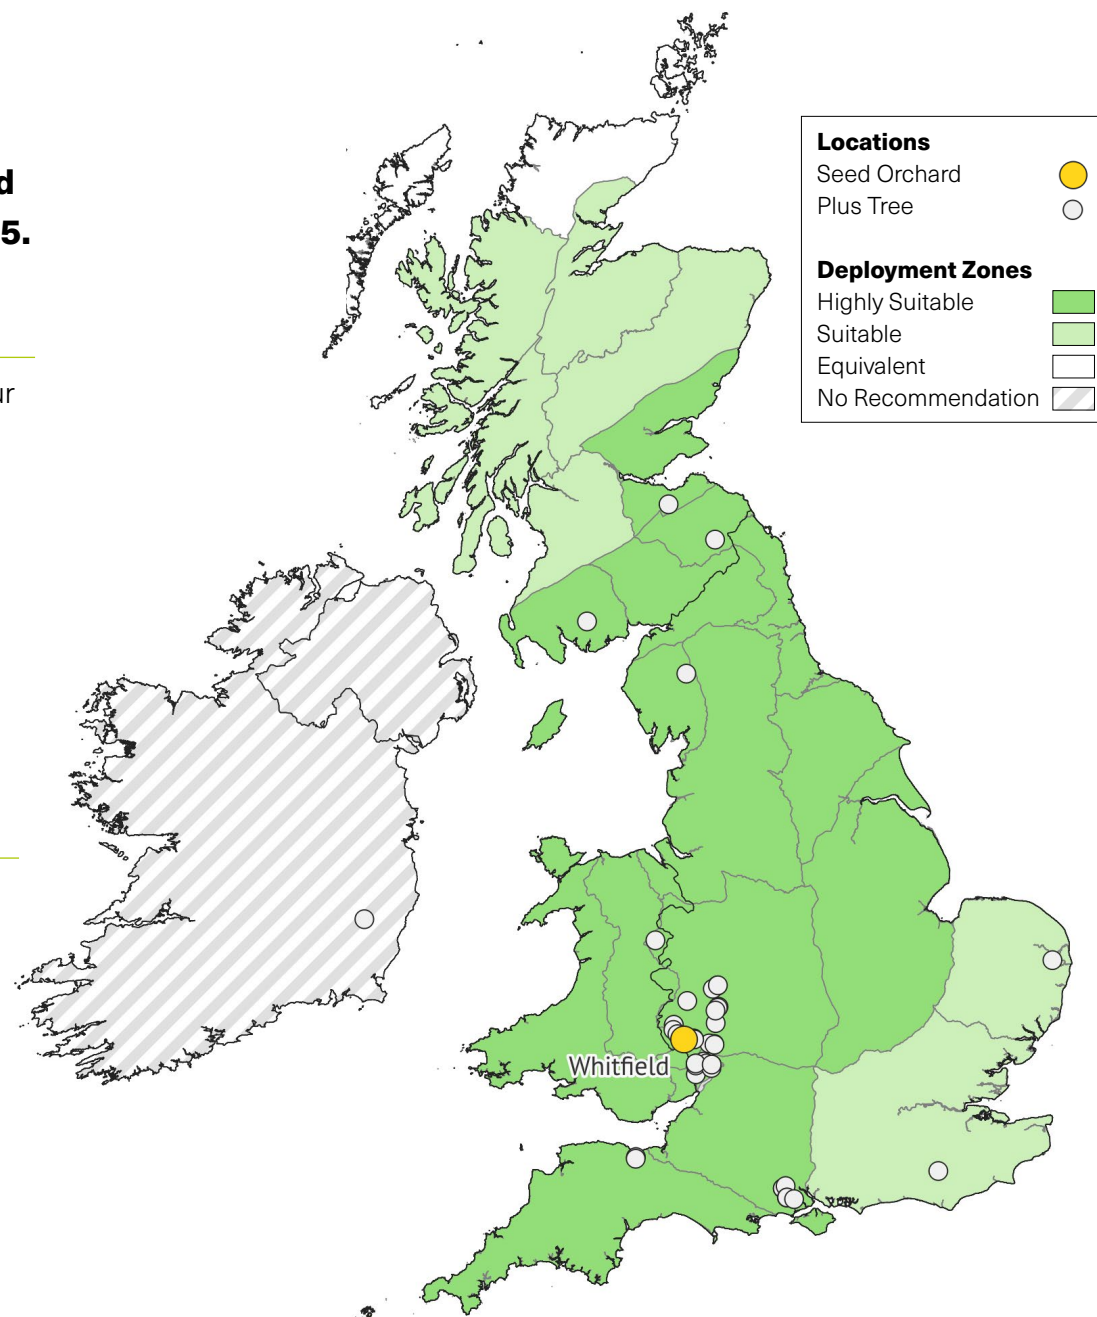 d
5.
ur
Locations
Seed Orchard
Plus Tree
Deployment Zones
Highly Suitable
Suitable
Equivalent
No Recommendation
Whitfield